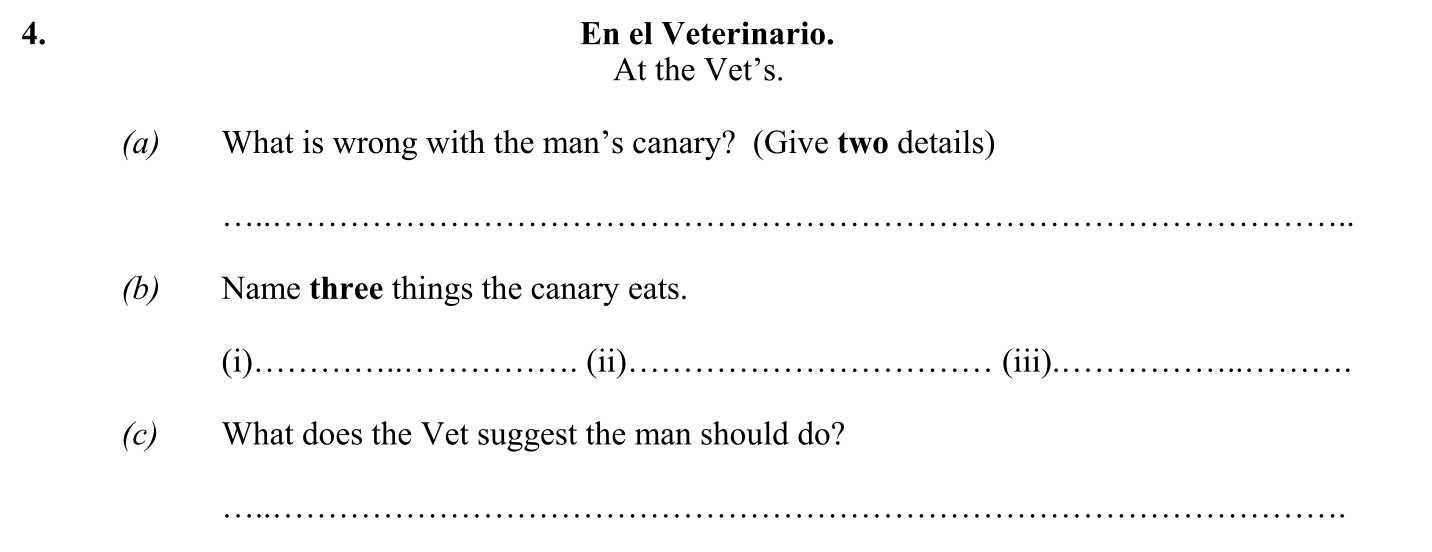 4. En el Veterinario.
At the Vet’s.
(a) What is wrong with the man’s canary? (Give two details)
…..……………………………………………………………………………………..
(b) Name three things the canary eats.
(i)…………..……………. (ii)…………………………… (iii).……………..……….
(c) What does the Vet suggest the man should do?
…..…………………………………………………………………………………….